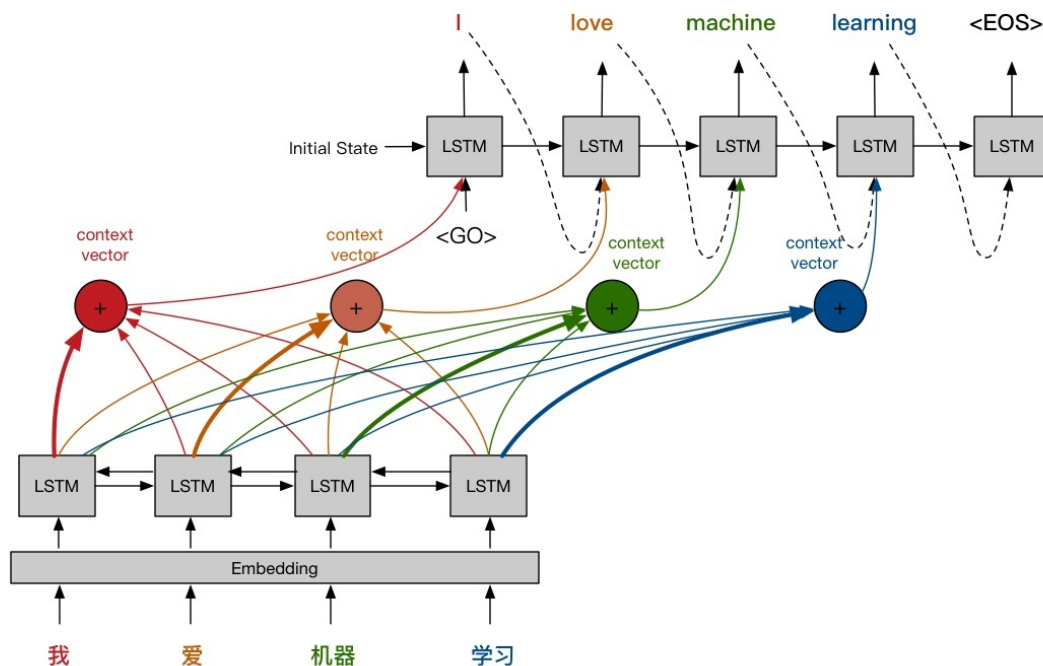 I love machine learning <EOS>
Initial State LSTM LSTM LSTM LSTM LSTM
<GO>
context vector
context vector
context vector
context vector
+ + + +
LSTM LSTM LSTM LSTM
Embedding
我 爱 机器 学习